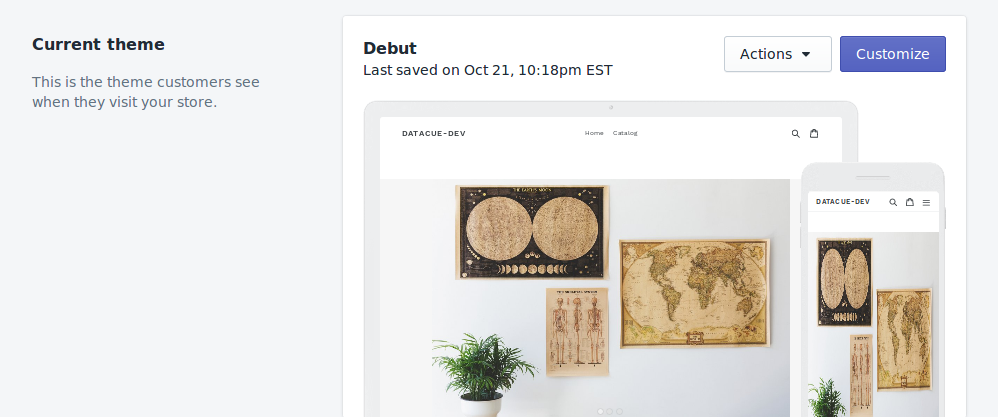 Current theme
This is the theme customers see
when they visit your store.
Debut
Last saved on Oct 21, 10:18pm EST
Actions
Customize
DATACUE-DEV
Home Catalog
DATACUE-DEV